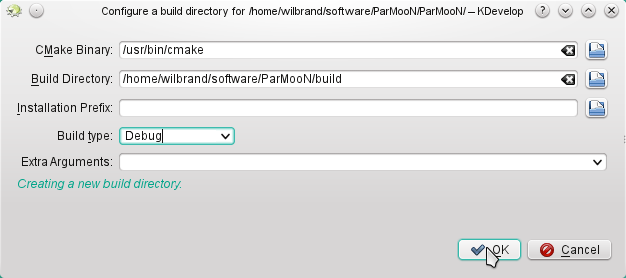 Configure a build directory for /home/wilbrand/software/ParMooN/ParMooN/ – KDevelop
CMake Binary: /usr/bin/cmake
Build Directory: /home/wilbrand/software/ParMooN/build
Installation Prefix:
Build type: Debug
Extra Arguments:
Creating a new build directory.
OK Cancel